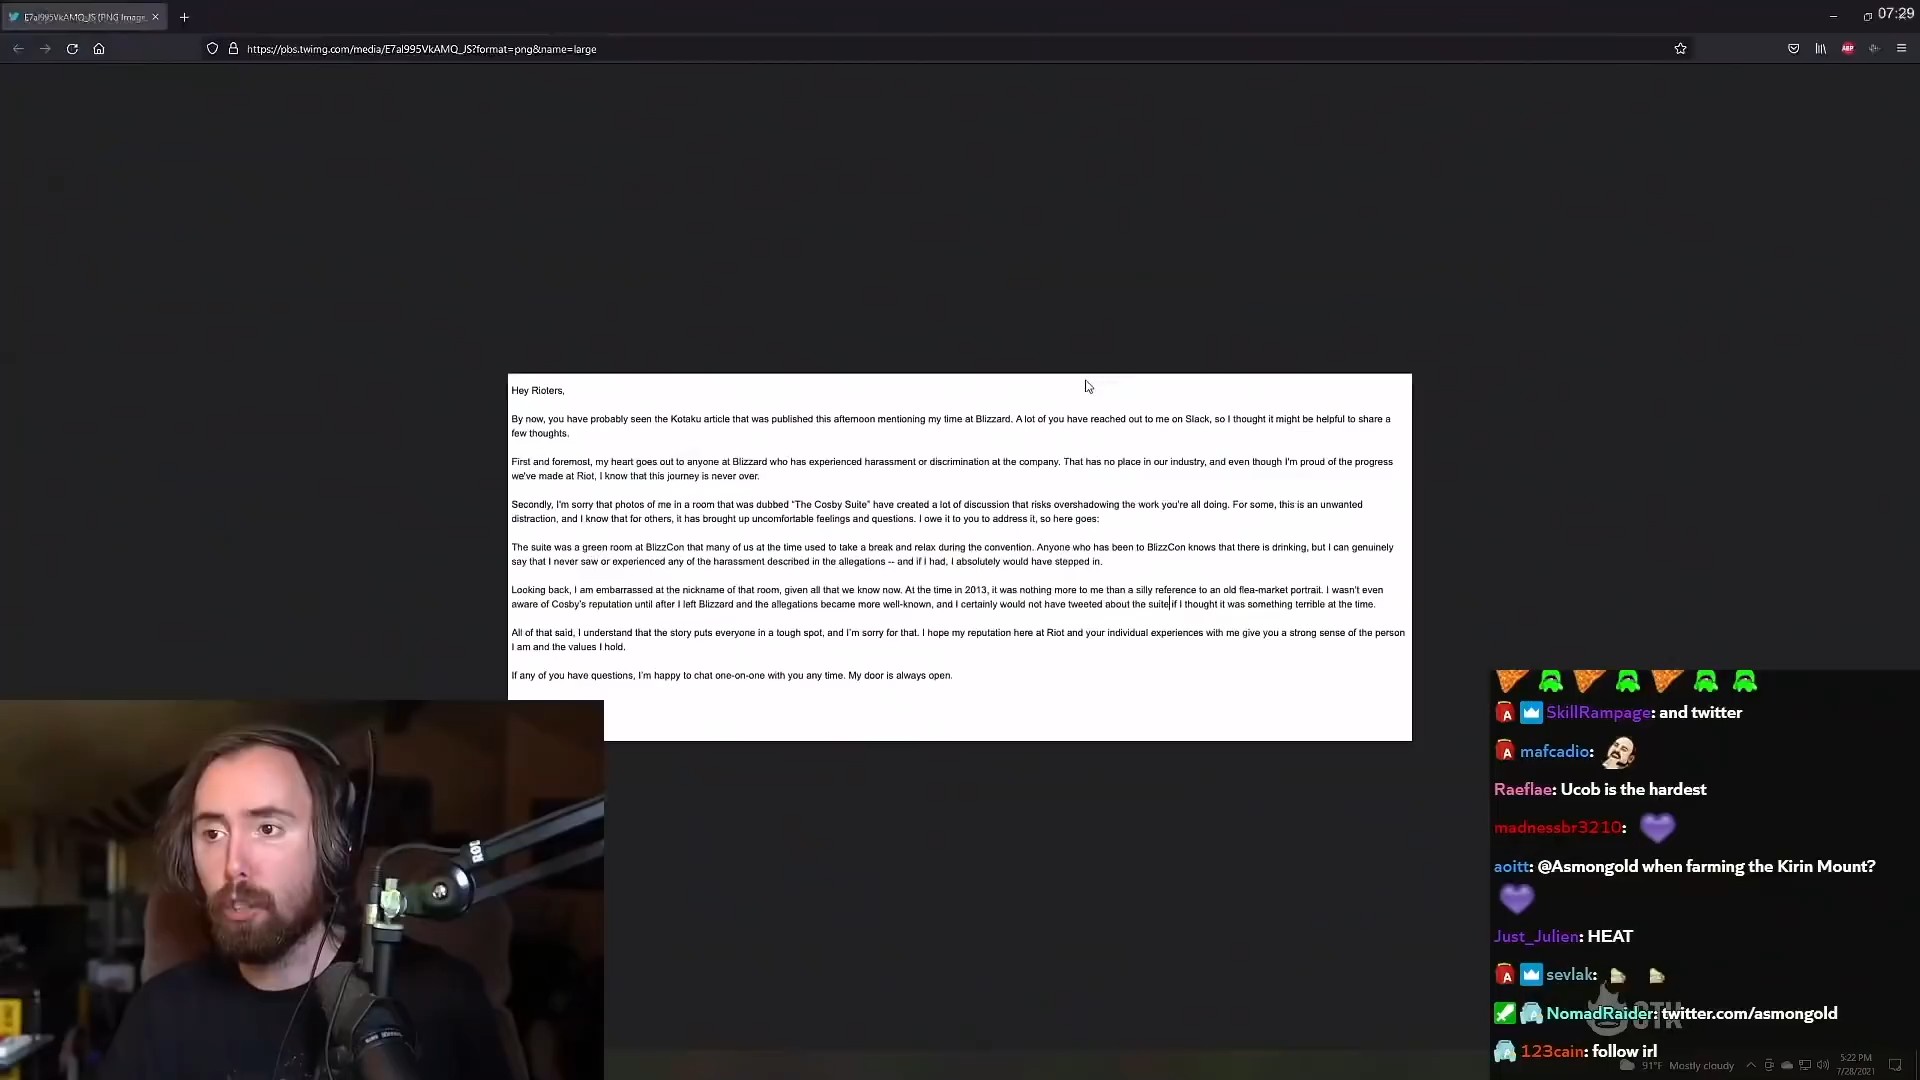 E7aI995VkAMQ_JS (PNG Image
07:29
https://pbs.twimg.com/media/E7aI995VkAMQ_JS?format=png&name=large
ABP
Hey Rioters,
By now, you have probably seen the Kotaku article that was published this afternoon mentioning my time at Blizzard. A lot of you have reached out to me on Slack, so I thought it might be helpful to share a
few thoughts.
First and foremost, my heart goes out to anyone at Blizzard who has experienced harassment or discrimination at the company. That has no place in our industry, and even though I'm proud of the progress
we've made at Riot, I know that this journey is never over.
Secondly, I'm sorry that photos of me in a room that was dubbed “The Cosby Suite” have created a lot of discussion that risks overshadowing the work you're all doing. For some, this is an unwanted
distraction, and I know that for others, it has brought up uncomfortable feelings and questions. I owe it to you to address it, so here goes:
The suite was a green room at BlizzCon that many of us at the time used to take a break and relax during the convention. Anyone who has been to BlizzCon knows that there is drinking, but I can genuinely
say that I never saw or experienced any of the harassment described in the allegations -- and if I had, I absolutely would have stepped in.
Looking back, I am embarrassed at the nickname of that room, given all that we know now. At the time in 2013, it was nothing more to me than a silly reference to an old flea-market portrait. I wasn't even
aware of Cosby's reputation until after I left Blizzard and the allegations became more well-known, and I certainly would not have tweeted about the suite if I thought it was something terrible at the time.
All of that said, I understand that the story puts everyone in a tough spot, and I'm sorry for that. I hope my reputation here at Riot and your individual experiences with me give you a strong sense of the person
I am and the values I hold.
If any of you have questions, I'm happy to chat one-on-one with you any time. My door is always open.
SkillRampage: and twitter
mafcadio:
Raeflae: Ucob is the hardest
madnessbr3210:
aoitt: @Asmongold when farming the Kirin Mount?
Just_Julien: HEAT
sevlak:
NomadRaider: twitter.com/asmongold
123cain: follow irl
91°F Mostly cloudy
5:22 PM
7/28/2021